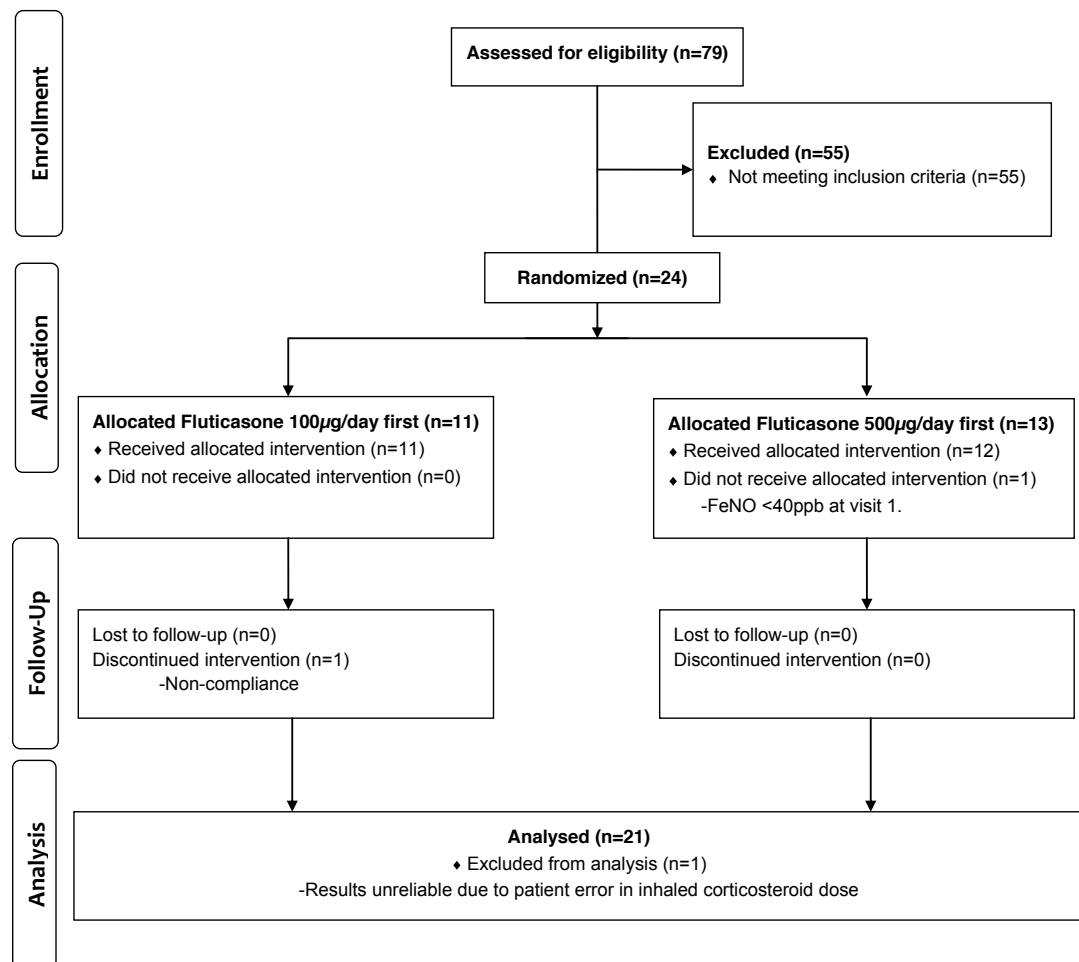 Enrollment
Assessed for eligibility (n=79)
Excluded (n=55)
♦ Not meeting inclusion criteria (n=55)
Randomized (n=24)
Allocation
Allocated Fluticasone 100µg/day first (n=11)
♦ Received allocated intervention (n=11)
♦ Did not receive allocated intervention (n=0)
Allocated Fluticasone 500µg/day first (n=13)
♦ Received allocated intervention (n=12)
♦ Did not receive allocated intervention (n=1)
-FeNO <40ppb at visit 1.
Follow-Up
Lost to follow-up (n=0)
Discontinued intervention (n=1)
-Non-compliance
Lost to follow-up (n=0)
Discontinued intervention (n=0)
Analysis
Analysed (n=21)
♦ Excluded from analysis (n=1)
-Results unreliable due to patient error in inhaled corticosteroid dose